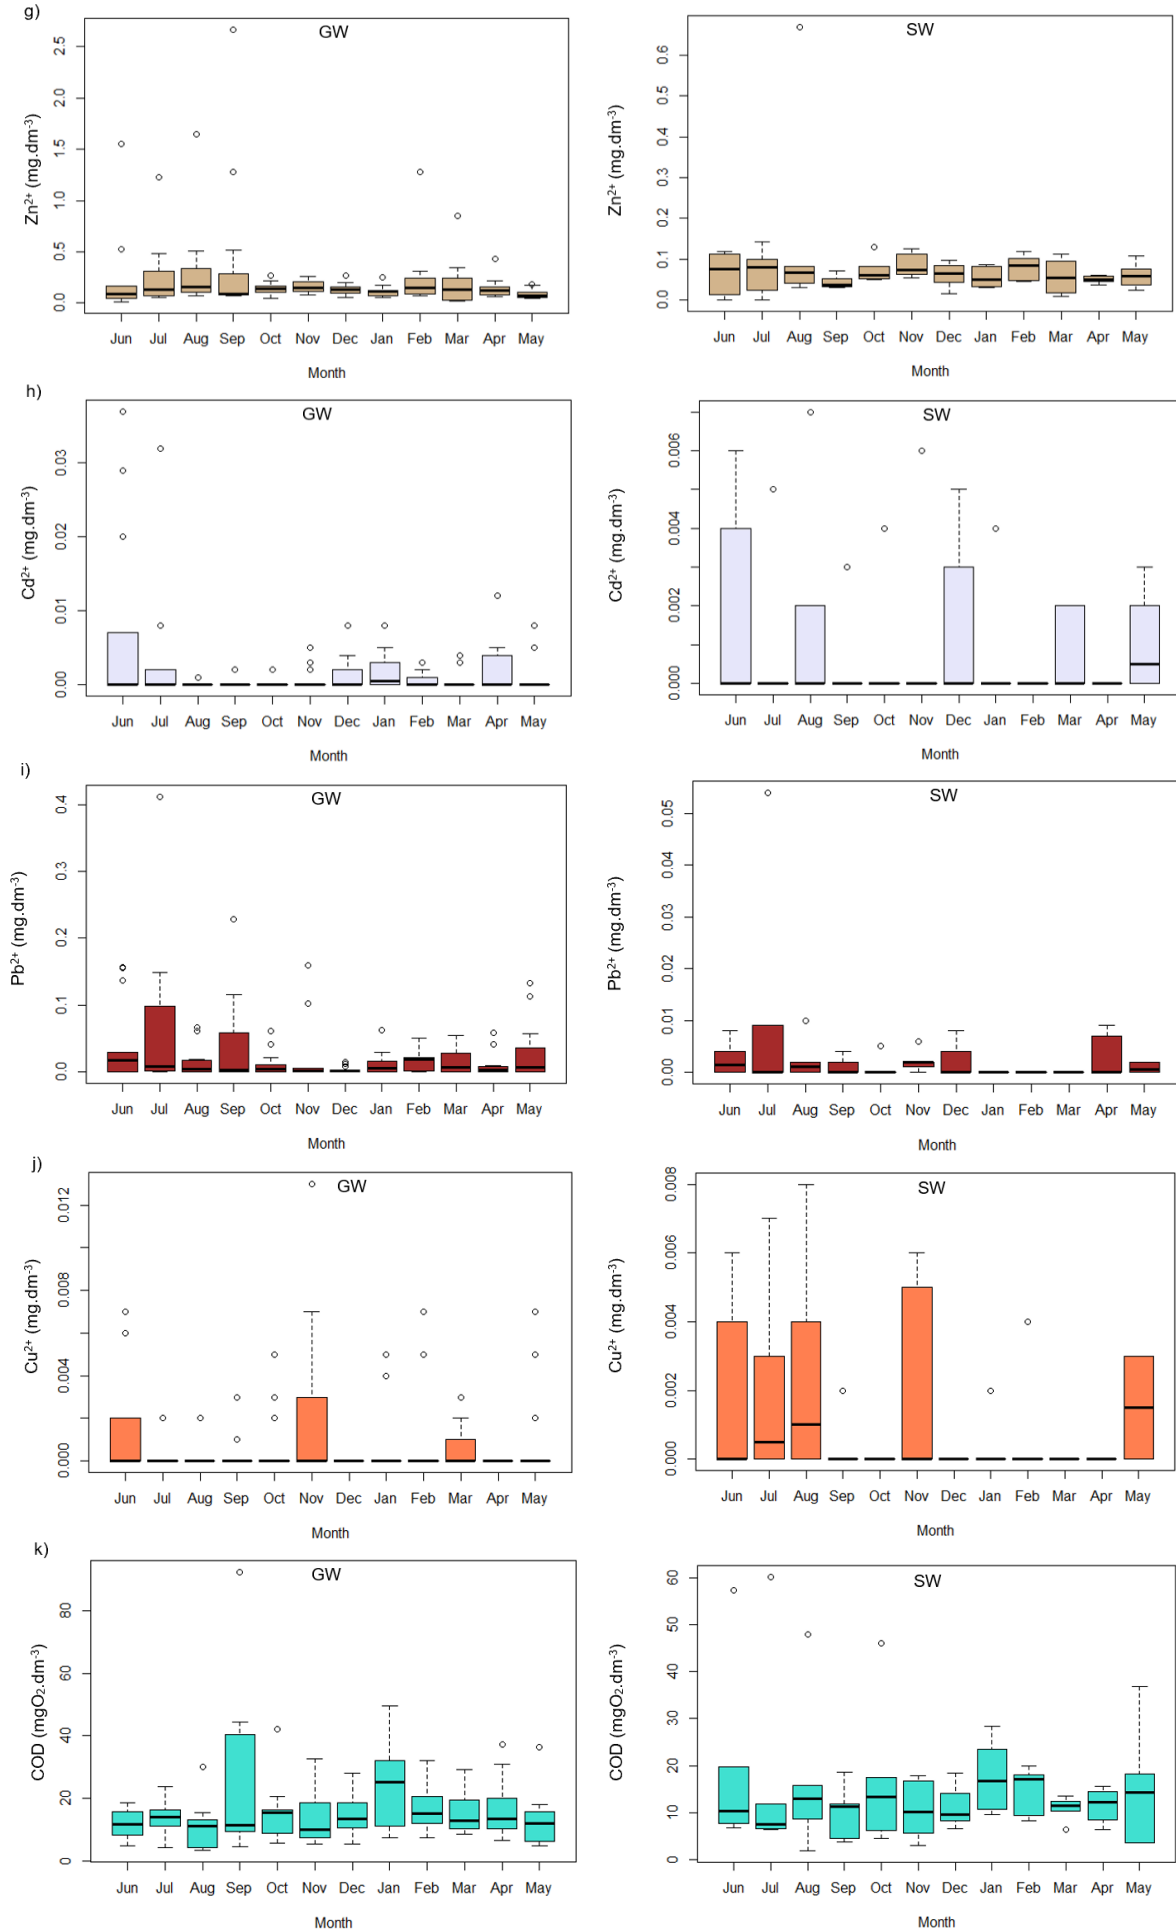 g)
GW
Zn²⁺ (mg.dm⁻³)
2.5
2.0
1.5
1.0
0.5
0.0
Jun Jul Aug Sep Oct Nov Dec Jan Feb Mar Apr May
Month
SW
Zn²⁺ (mg.dm⁻³)
0.6
0.5
0.4
0.3
0.2
0.1
0.0
Jun Jul Aug Sep Oct Nov Dec Jan Feb Mar Apr May
Month
h)
GW
Cd²⁺ (mg.dm⁻³)
0.03
0.02
0.01
0.00
Jun Jul Aug Sep Oct Nov Dec Jan Feb Mar Apr May
Month
SW
Cd²⁺ (mg.dm⁻³)
0.006
0.004
0.002
0.000
Jun Jul Aug Sep Oct Nov Dec Jan Feb Mar Apr May
Month
i)
GW
Pb²⁺ (mg.dm⁻³)
0.4
0.3
0.2
0.1
0.0
Jun Jul Aug Sep Oct Nov Dec Jan Feb Mar Apr May
Month
SW
Pb²⁺ (mg.dm⁻³)
0.05
0.04
0.03
0.02
0.01
0.00
Jun Jul Aug Sep Oct Nov Dec Jan Feb Mar Apr May
Month
j)
GW
Cu²⁺ (mg.dm⁻³)
0.012
0.008
0.004
0.000
Jun Jul Aug Sep Oct Nov Dec Jan Feb Mar Apr May
Month
SW
Cu²⁺ (mg.dm⁻³)
0.008
0.006
0.004
0.002
0.000
Jun Jul Aug Sep Oct Nov Dec Jan Feb Mar Apr May
Month
k)
GW
COD (mgO₂.dm⁻³)
80
60
40
20
0
Jun Jul Aug Sep Oct Nov Dec Jan Feb Mar Apr May
Month
SW
COD (mgO₂.dm⁻³)
60
50
40
30
20
10
0
Jun Jul Aug Sep Oct Nov Dec Jan Feb Mar Apr May
Month